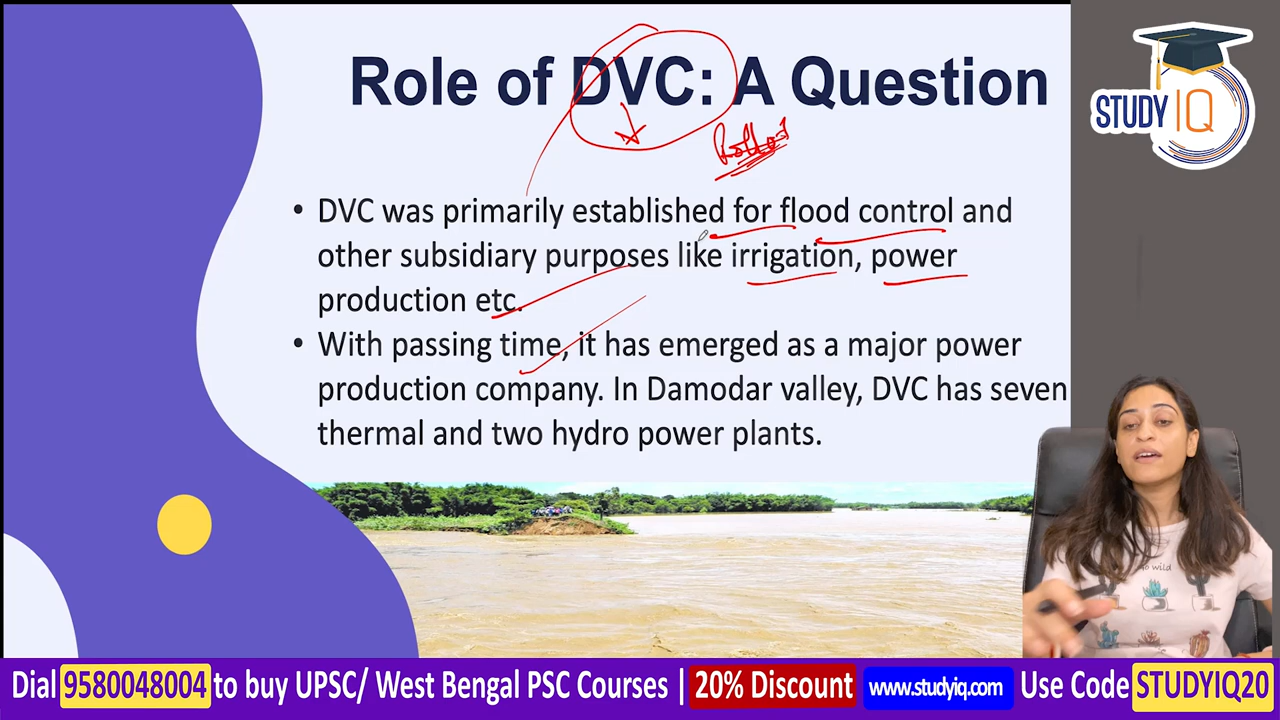 Role of DVC: A Question
STUDY IQ
• DVC was primarily established for flood control and
other subsidiary purposes like irrigation, power
production etc.
• With passing time, it has emerged as a major power
production company. In Damodar valley, DVC has seven
thermal and two hydro power plants.
Dial 9580048004 to buy UPSC/ West Bengal PSC Courses | 20% Discount www.studyiq.com Use Code STUDYIQ20